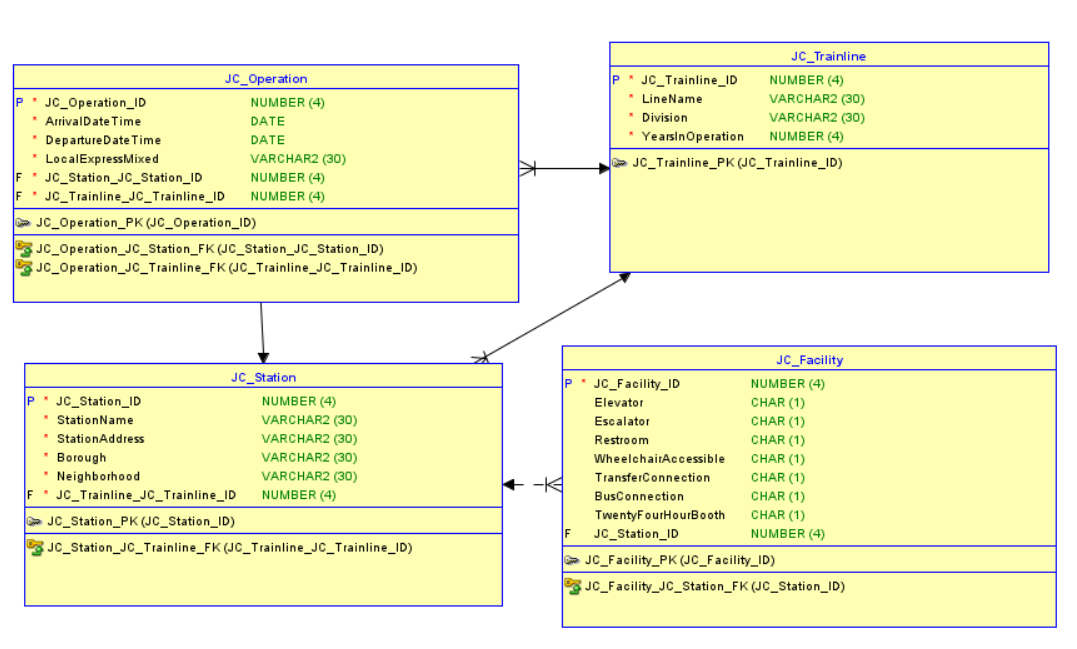 JC_Operation
P * JC_Operation_ID NUMBER (4)
* ArrivalDateTime DATE
* DepartureDateTime DATE
* LocalExpressMixed VARCHAR2 (30)
F * JC_Station_JC_Station_ID NUMBER (4)
F * JC_Trainline_JC_Trainline_ID NUMBER (4)
JC_Operation_PK (JC_Operation_ID)
JC_Operation_JC_Station_FK (JC_Station_JC_Station_ID)
JC_Operation_JC_Trainline_FK (JC_Trainline_JC_Trainline_ID)
JC_Trainline
P * JC_Trainline_ID NUMBER (4)
* LineName VARCHAR2 (30)
* Division VARCHAR2 (30)
* YearsInOperation NUMBER (4)
JC_Trainline_PK (JC_Trainline_ID)
JC_Station
P * JC_Station_ID NUMBER (4)
* StationName VARCHAR2 (30)
* StationAddress VARCHAR2 (30)
* Borough VARCHAR2 (30)
* Neighborhood VARCHAR2 (30)
F * JC_Trainline_JC_Trainline_ID NUMBER (4)
JC_Station_PK (JC_Station_ID)
JC_Station_JC_Trainline_FK (JC_Trainline_JC_Trainline_ID)
JC_Facility
P * JC_Facility_ID NUMBER (4)
Elevator CHAR (1)
Escalator CHAR (1)
Restroom CHAR (1)
WheelchairAccessible CHAR (1)
TransferConnection CHAR (1)
BusConnection CHAR (1)
TwentyFourHourBooth CHAR (1)
F JC_Station_ID NUMBER (4)
JC_Facility_PK (JC_Facility_ID)
JC_Facility_JC_Station_FK (JC_Station_ID)